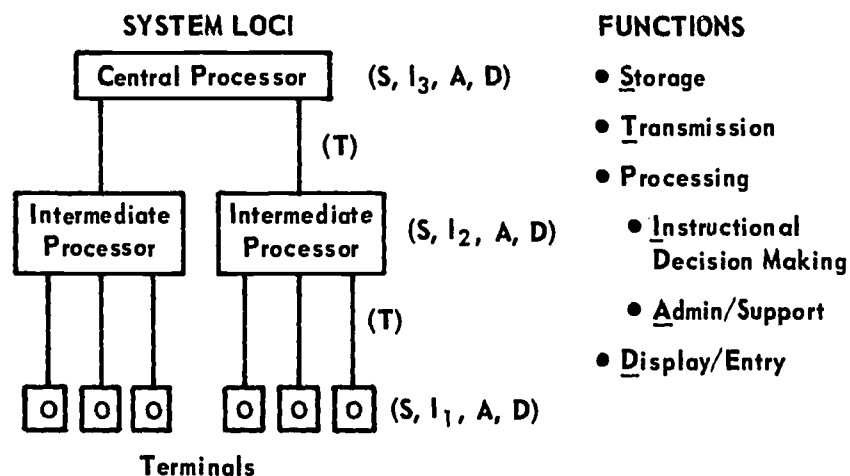 SYSTEM LOCI
Central Processor
(S, I3, A, D)
(T)
Intermediate
Processor
Intermediate
Processor
(S, I2, A, D)
(T)
O O O O O O
(S, I1, A, D)
Terminals
FUNCTIONS
• Storage
• Transmission
• Processing
• Instructional
Decision Making
• Admin/Support
• Display/Entry